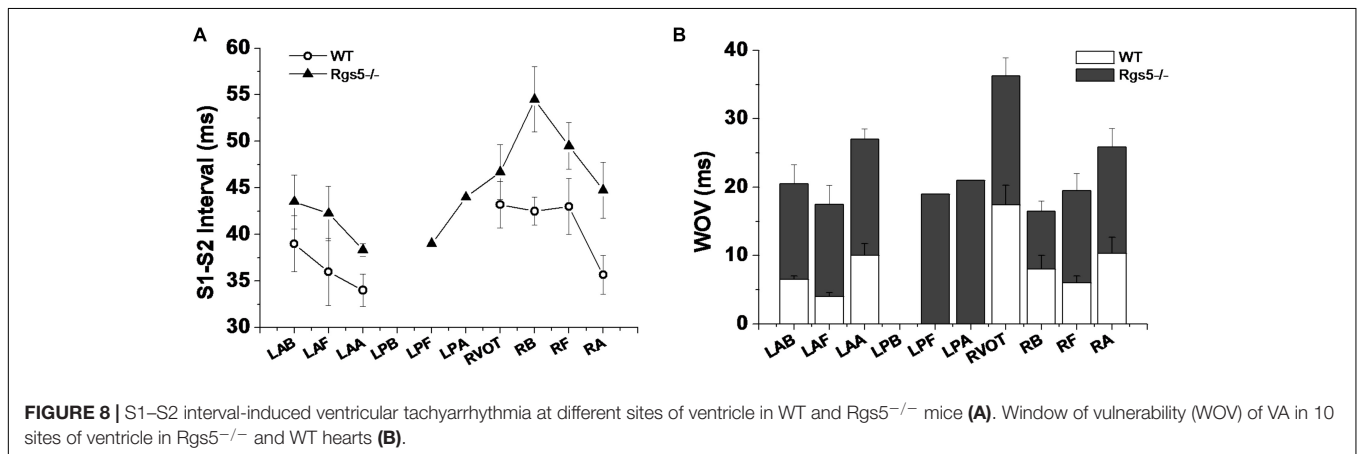 A
WT
Rgs5-/-
S1-S2 Interval (ms)
60
55
50
45
40
35
30
LAB LAF LAA LPB LPF LPA RVOT RB RF RA
B
WT
Rgs5-/-
WOV (ms)
40
30
20
10
0
LAB LAF LAA LPB LPF LPA RVOT RB RF RA
FIGURE 8 | S1–S2 interval-induced ventricular tachyarrhythmia at different sites of ventricle in WT and Rgs5−/− mice (A). Window of vulnerability (WOV) of VA in 10
sites of ventricle in Rgs5−/− and WT hearts (B).